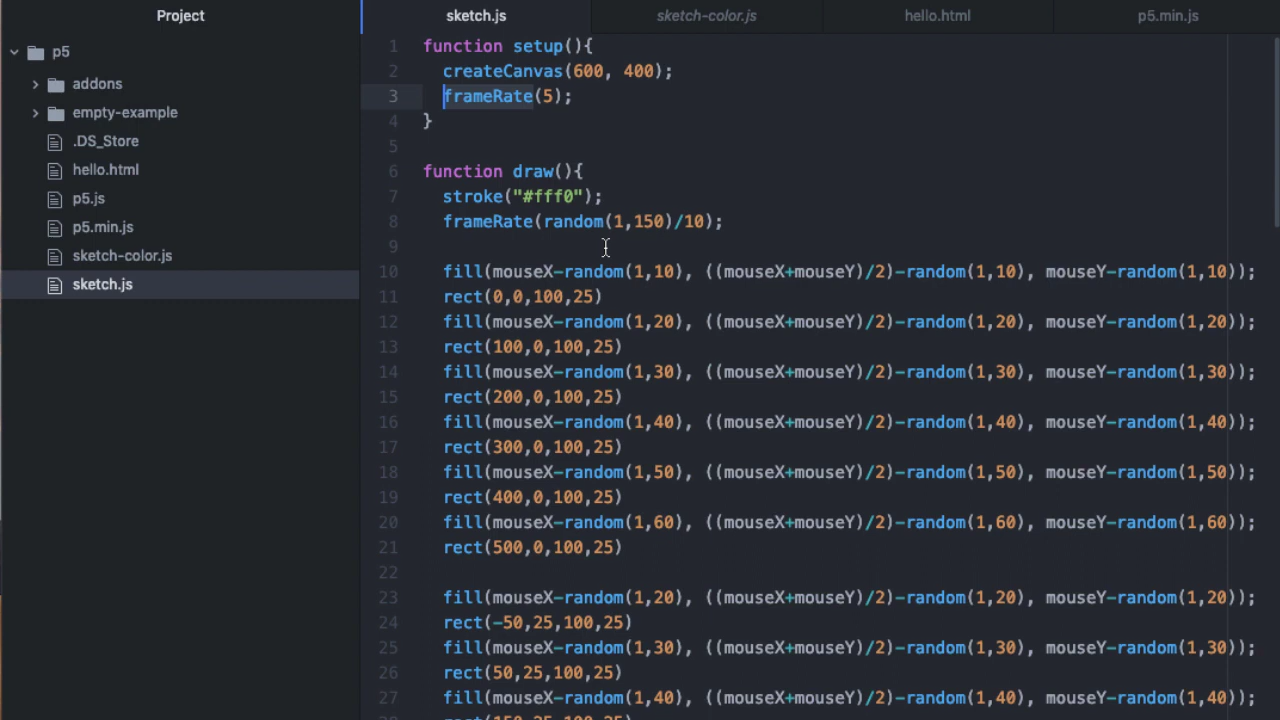 Project
p5
addons
empty-example
.DS_Store
hello.html
p5.js
p5.min.js
sketch-color.js
sketch.js
sketch.js sketch-color.js hello.html p5.min.js
1 function setup(){
2 createCanvas(600, 400);
3 frameRate(5);
4 }
5
6 function draw(){
7 stroke("#fff0");
8 frameRate(random(1,150)/10);
9
10 fill(mouseX-random(1,10), ((mouseX+mouseY)/2)-random(1,10), mouseY-random(1,10));
11 rect(0,0,100,25)
12 fill(mouseX-random(1,20), ((mouseX+mouseY)/2)-random(1,20), mouseY-random(1,20));
13 rect(100,0,100,25)
14 fill(mouseX-random(1,30), ((mouseX+mouseY)/2)-random(1,30), mouseY-random(1,30));
15 rect(200,0,100,25)
16 fill(mouseX-random(1,40), ((mouseX+mouseY)/2)-random(1,40), mouseY-random(1,40));
17 rect(300,0,100,25)
18 fill(mouseX-random(1,50), ((mouseX+mouseY)/2)-random(1,50), mouseY-random(1,50));
19 rect(400,0,100,25)
20 fill(mouseX-random(1,60), ((mouseX+mouseY)/2)-random(1,60), mouseY-random(1,60));
21 rect(500,0,100,25)
22
23 fill(mouseX-random(1,20), ((mouseX+mouseY)/2)-random(1,20), mouseY-random(1,20));
24 rect(-50,25,100,25)
25 fill(mouseX-random(1,30), ((mouseX+mouseY)/2)-random(1,30), mouseY-random(1,30));
26 rect(50,25,100,25)
27 fill(mouseX-random(1,40), ((mouseX+mouseY)/2)-random(1,40), mouseY-random(1,40));